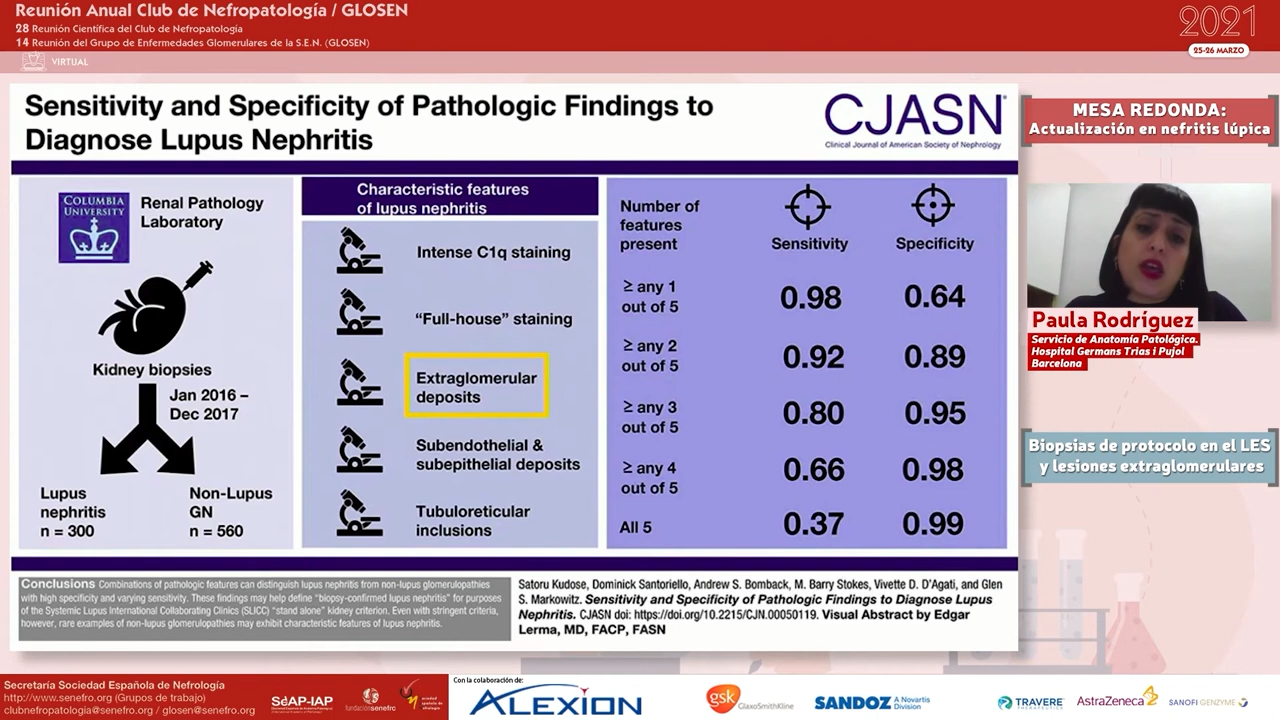 Reunión Anual Club de Nefropatología / GLOSEN
28 Reunión Científica del Club de Nefropatología
14 Reunión del Grupo de Enfermedades Glomerulares de la S.E.N. (GLOSEN)
VIRTUAL
2021
25-26 MARZO
Sensitivity and Specificity of Pathologic Findings to
Diagnose Lupus Nephritis
CJASN
Clinical Journal of American Society of Nephrology
COLUMBIA
UNIVERSITY
Renal Pathology
Laboratory
Kidney biopsies
Jan 2016 –
Dec 2017
Lupus
nephritis
n = 300
Non-Lupus
GN
n = 560
Characteristic features
of lupus nephritis
Intense C1q staining
“Full-house” staining
Extraglomerular
deposits
Subendothelial &
subepithelial deposits
Tubuloreticular
inclusions
Number of
features
present
Sensitivity
Specificity
≥ any 1
out of 5
0.98
0.64
≥ any 2
out of 5
0.92
0.89
≥ any 3
out of 5
0.80
0.95
≥ any 4
out of 5
0.66
0.98
All 5
0.37
0.99
Conclusions Combinations of pathologic features can distinguish lupus nephritis from non-lupus glomerulopathies
with high specificity and varying sensitivity. These findings may help define “biopsy-confirmed lupus nephritis” for purposes
of the Systemic Lupus International Collaborating Clinics (SLICC) “stand alone” kidney criterion. Even with stringent criteria,
however, rare examples of non-lupus glomerulopathies may exhibit characteristic features of lupus nephritis.
Satoru Kudose, Dominick Santoriello, Andrew S. Bomback, M. Barry Stokes, Vivette D. D’Agati, and Glen
S. Markowitz. Sensitivity and Specificity of Pathologic Findings to Diagnose Lupus
Nephritis. CJASN doi: https://doi.org/10.2215/CJN.00050119. Visual Abstract by Edgar
Lerma, MD, FACP, FASN
MESA REDONDA:
Actualización en nefritis lúpica
Paula Rodríguez
Servicio de Anatomía Patológica.
Hospital Germans Trias i Pujol
Barcelona
Biopsias de protocolo en el LES
y lesiones extraglomerulares
Secretaría Sociedad Española de Nefrología
http://www.senefro.org (Grupos de trabajo)
clubnefropatologia@senefro.org / glosen@senefro.org
SEAP-IAP
fundaciónsenefro
Con la colaboración de:
ALEXION
gsk
GlaxoSmithKline
SANDOZ
A Novartis
Division
TRAVERE
THERAPEUTICS
AstraZeneca
SANOFI GENZYME